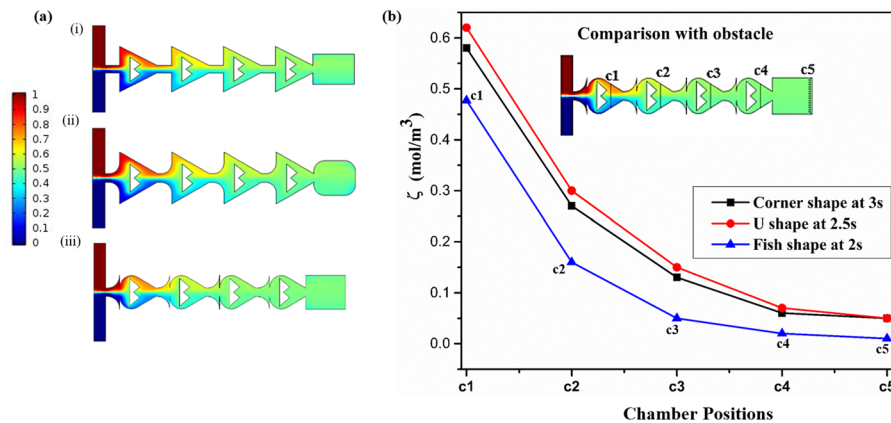 (a)
(i)
1
0.9
0.8
0.7
0.6
0.5
0.4
0.3
0.2
0.1
0
(ii)
(iii)
(b)
Comparison with obstacle
c1
c2
c3
c4
c5
ζ (mol/m³)
0.6
0.5
0.4
0.3
0.2
0.1
0.0
c1
c2
c3
c4
c5
Corner shape at 3s
U shape at 2.5s
Fish shape at 2s
c1
c2
c3
c4
c5
Chamber Positions